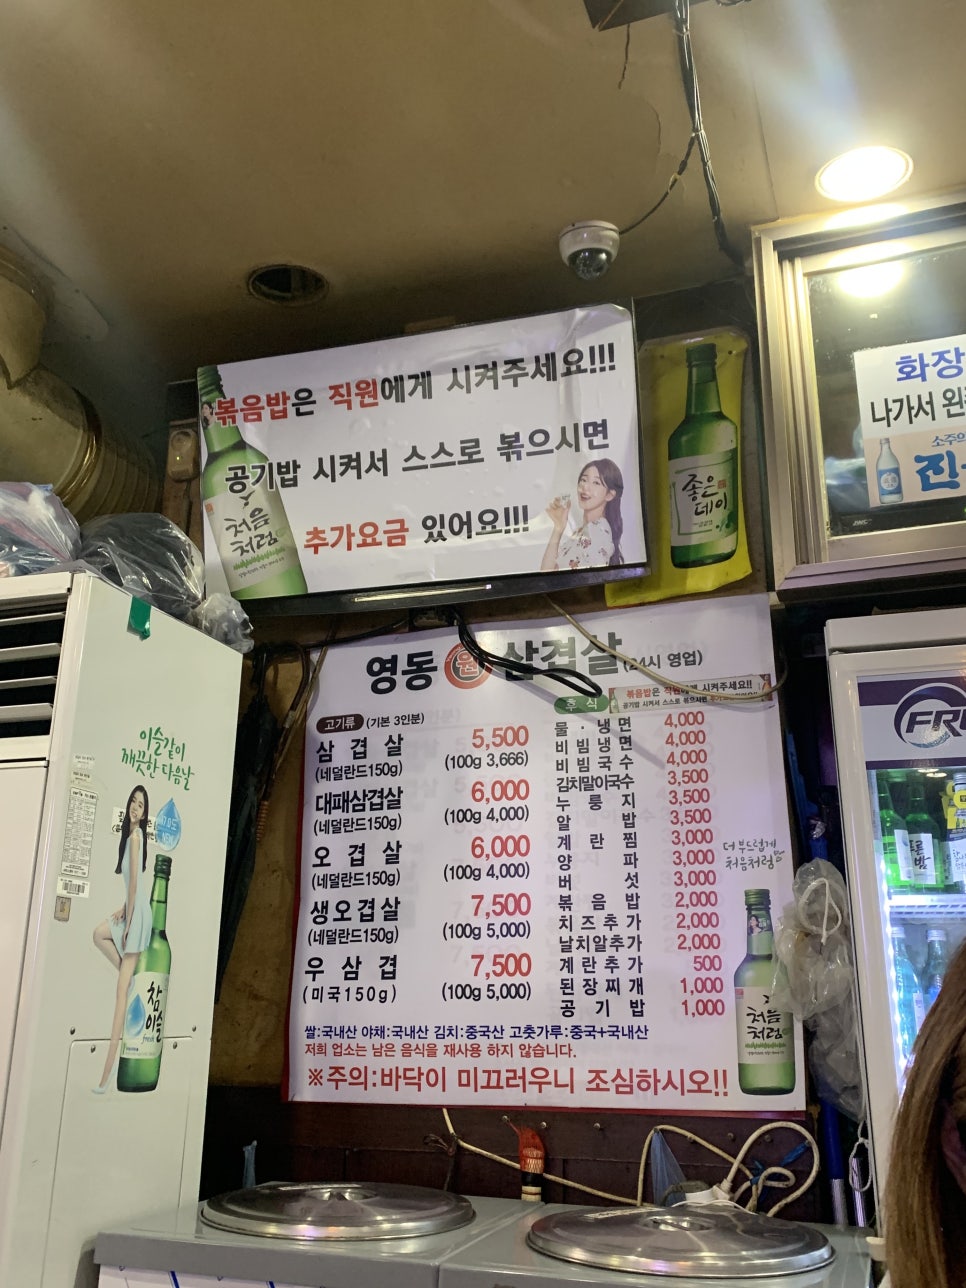 볶음밥은 직원에게 시켜주세요!!!
공기밥 시켜서 스스로 볶으시면
추가요금 있어요!!!
처음
처럼
좋은
데이
화장
나가서 왼
소주의
진
영동 원 삼겹살 (24시 영업)
고기류 (기본 3인분)
삼겹살 5,500
(네덜란드150g) (100g 3,666)
대패삼겹살 6,000
(네덜란드150g) (100g 4,000)
오겹살 6,000
(네덜란드150g) (100g 4,000)
생오겹살 7,500
(네덜란드150g) (100g 5,000)
우삼겹 7,500
(미국150g) (100g 5,000)
후식
볶음밥은 직원에게 시켜주세요!!
물.냉면 4,000
비빔냉면 4,000
비빔국수 4,000
김치말이국수 3,500
누룽지 3,500
알밥 3,500
계란찜 3,000
양파 3,000
버섯 3,000
볶음밥 2,000
치즈추가 2,000
날치알추가 2,000
계란추가 500
된장찌개 1,000
공기밥 1,000
쌀:국내산 야채:국내산 김치:중국산 고춧가루:중국+국내산
저희 업소는 남은 음식을 재사용 하지 않습니다.
※주의:바닥이 미끄러우니 조심하시오!!
더 부드럽게
처음처럼
처음
처럼
이슬같이
깨끗한 다음날
참
이슬
fresh